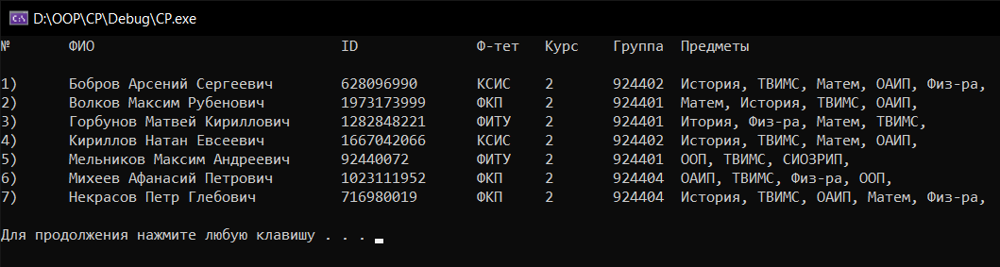 D:\OOP\CP\Debug\CP.exe
№ ФИО ID Ф-тет Курс Группа Предметы
1) Бобров Арсений Сергеевич 628096990 КСИС 2 924402 История, ТВИМС, Матем, ОАИП, Физ-ра,
2) Волков Максим Рубенович 1973173999 ФКП 2 924401 Матем, История, ТВИМС, ОАИП,
3) Горбунов Матвей Кириллович 1282848221 ФИТУ 2 924401 Итория, Физ-ра, Матем, ТВИМС,
4) Кириллов Натан Евсеевич 1667042066 КСИС 2 924402 История, ТВИМС, Матем, ОАИП,
5) Мельников Максим Андреевич 92440072 ФИТУ 2 924401 ООП, ТВИМС, СИОЗРИП,
6) Михеев Афанасий Петрович 1023111952 ФКП 2 924404 ОАИП, ТВИМС, Физ-ра, ООП,
7) Некрасов Петр Глебович 716980019 ФКП 2 924404 История, ТВИМС, ОАИП, Матем, Физ-ра,
Для продолжения нажмите любую клавишу . . .